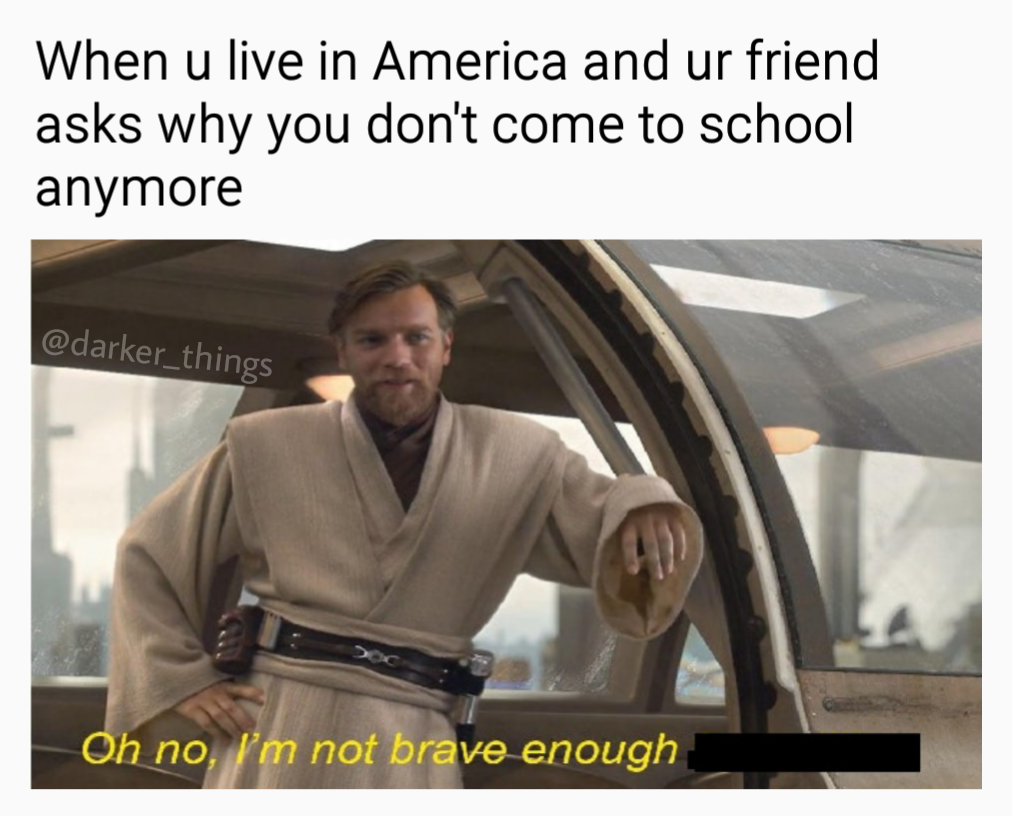 When u live in America and ur friend
asks why you don't come to school
anymore
@darker_things
Oh no, I'm not brave enough